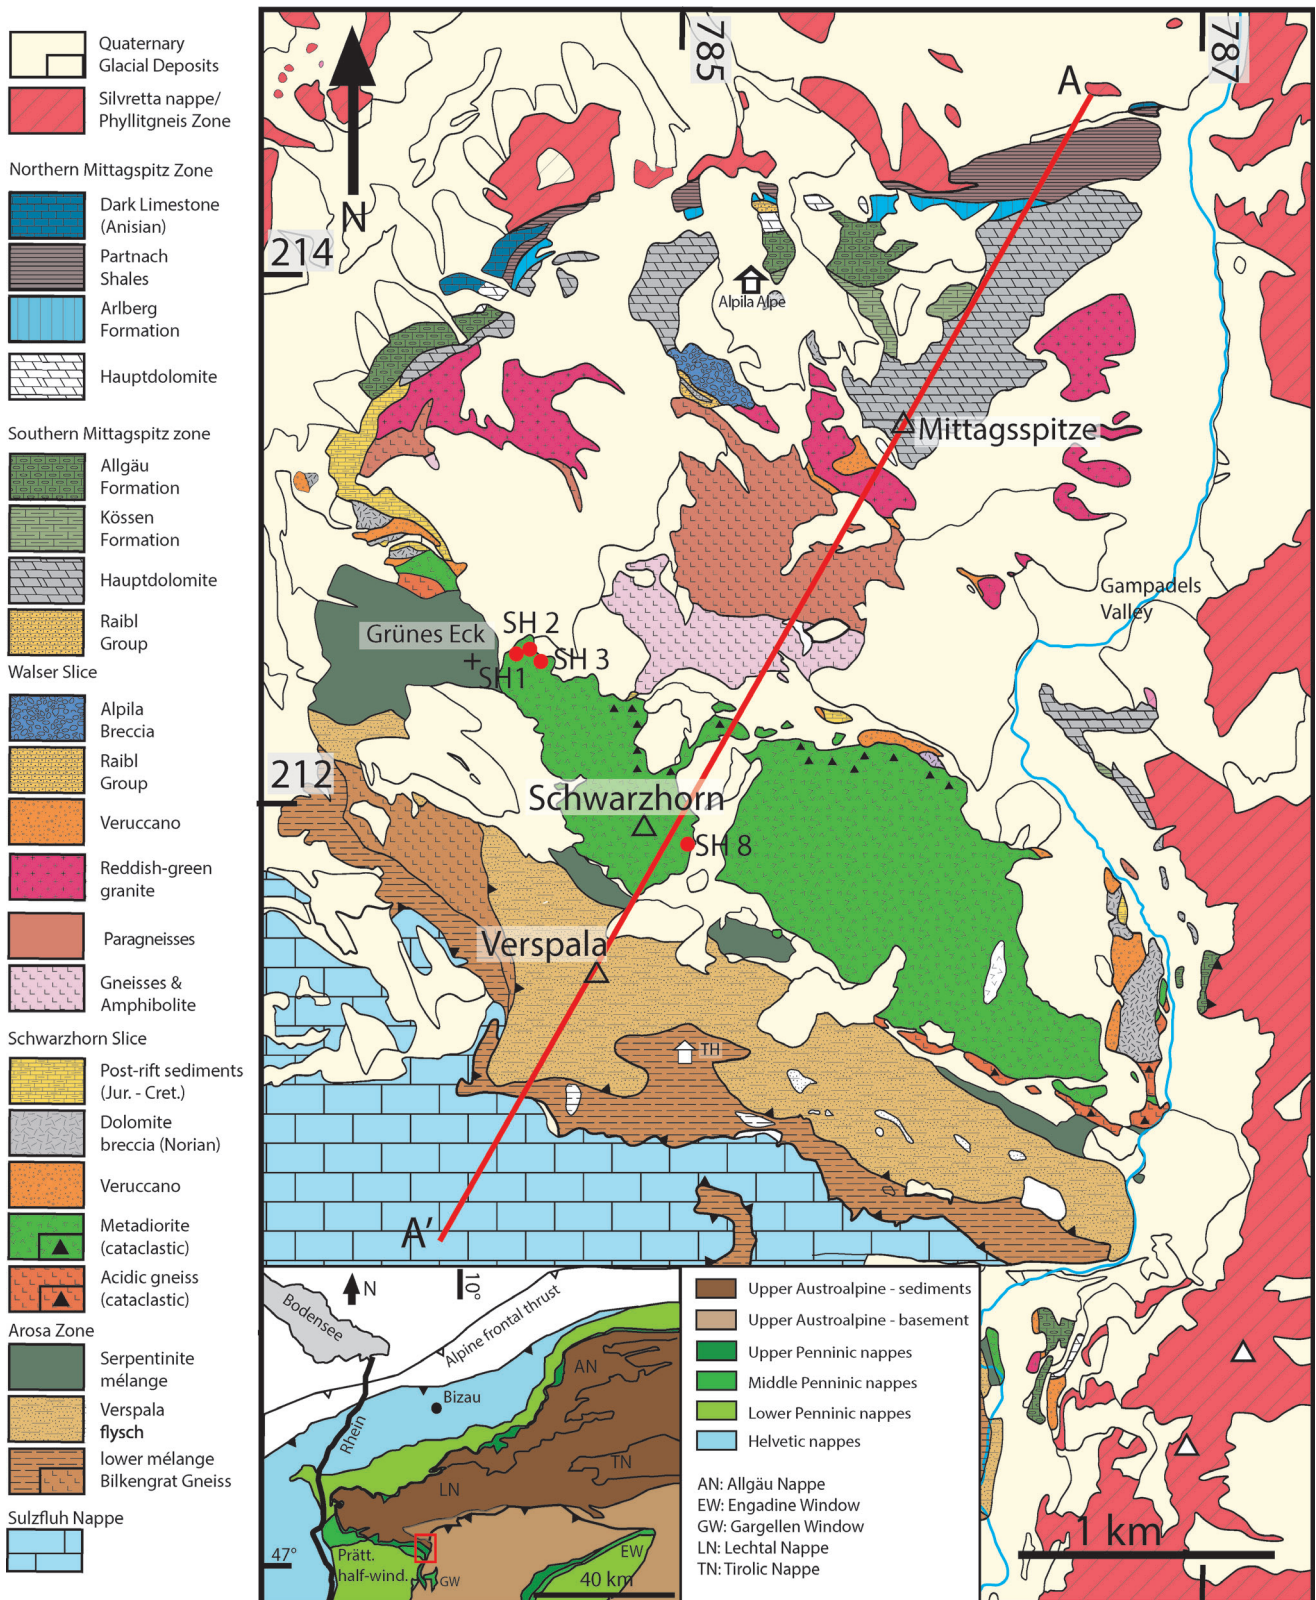 Quaternary
Glacial Deposits
Silvretta nappe/
Phyllitgneis Zone
Northern Mittagspitz Zone
Dark Limestone
(Anisian)
Partnach
Shales
Arlberg
Formation
Hauptdolomite
Southern Mittagspitz zone
Allgäu
Formation
Kössen
Formation
Hauptdolomite
Raibl
Group
Walser Slice
Alpila
Breccia
Raibl
Group
Veruccano
Reddish-green
granite
Paragneisses
Gneisses &
Amphibolite
Schwarzhorn Slice
Post-rift sediments
(Jur. - Cret.)
Dolomite
breccia (Norian)
Veruccano
Metadiorite
(cataclastic)
Acidic gneiss
(cataclastic)
Arosa Zone
Serpentinite
mélange
Verspala
flysch
lower mélange
Bilkengrat Gneiss
Sulzfluh Nappe
785
787
A
N
214
Alpila Alpe
Mittagsspitze
Gampadels
Valley
Grünes Eck
SH 2
SH 3
SH1
212
Schwarzhorn
SH 8
Verspala
TH
A'
1 km
N
10°
Bodensee
Alpine frontal thrust
AN
Bizau
Rhein
TN
LN
47°
Prätt.
half-wind.
GW
EW
40 km
Upper Austroalpine - sediments
Upper Austroalpine - basement
Upper Penninic nappes
Middle Penninic nappes
Lower Penninic nappes
Helvetic nappes
AN: Allgäu Nappe
EW: Engadine Window
GW: Gargellen Window
LN: Lechtal Nappe
TN: Tirolic Nappe